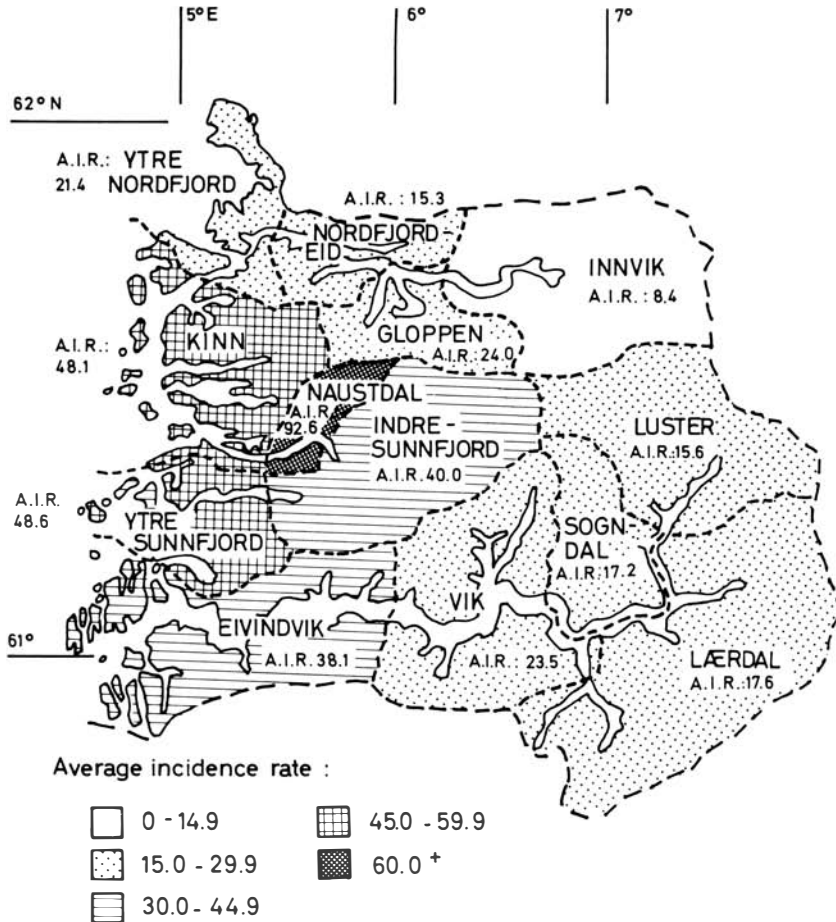 5°E 6° 7°
62°N
A.I.R.: YTRE
21.4 NORDFJORD
A.I.R. : 15.3
NORDFJORD-
EID
INNVIK
A.I.R. : 8.4
KINN
GLOPPEN
A.I.R.: 24.0
A.I.R.:
48.1
NAUSTDAL
A.I.R.
92.6
INDRE-
SUNNFJORD
A.I.R. 40.0
LUSTER
A.I.R.:15.6
A.I.R.
48.6
YTRE
SUNNFJORD
SOGN-
DAL
A.I.R.:17.2
VIK
EIVINDVIK
61°
A.I.R. 38.1
A.I.R. : 23.5
LÆRDAL
A.I.R.:17.6
Average incidence rate :
0 - 14.9
45.0 - 59.9
15.0 - 29.9
60.0 +
30.0 - 44.9